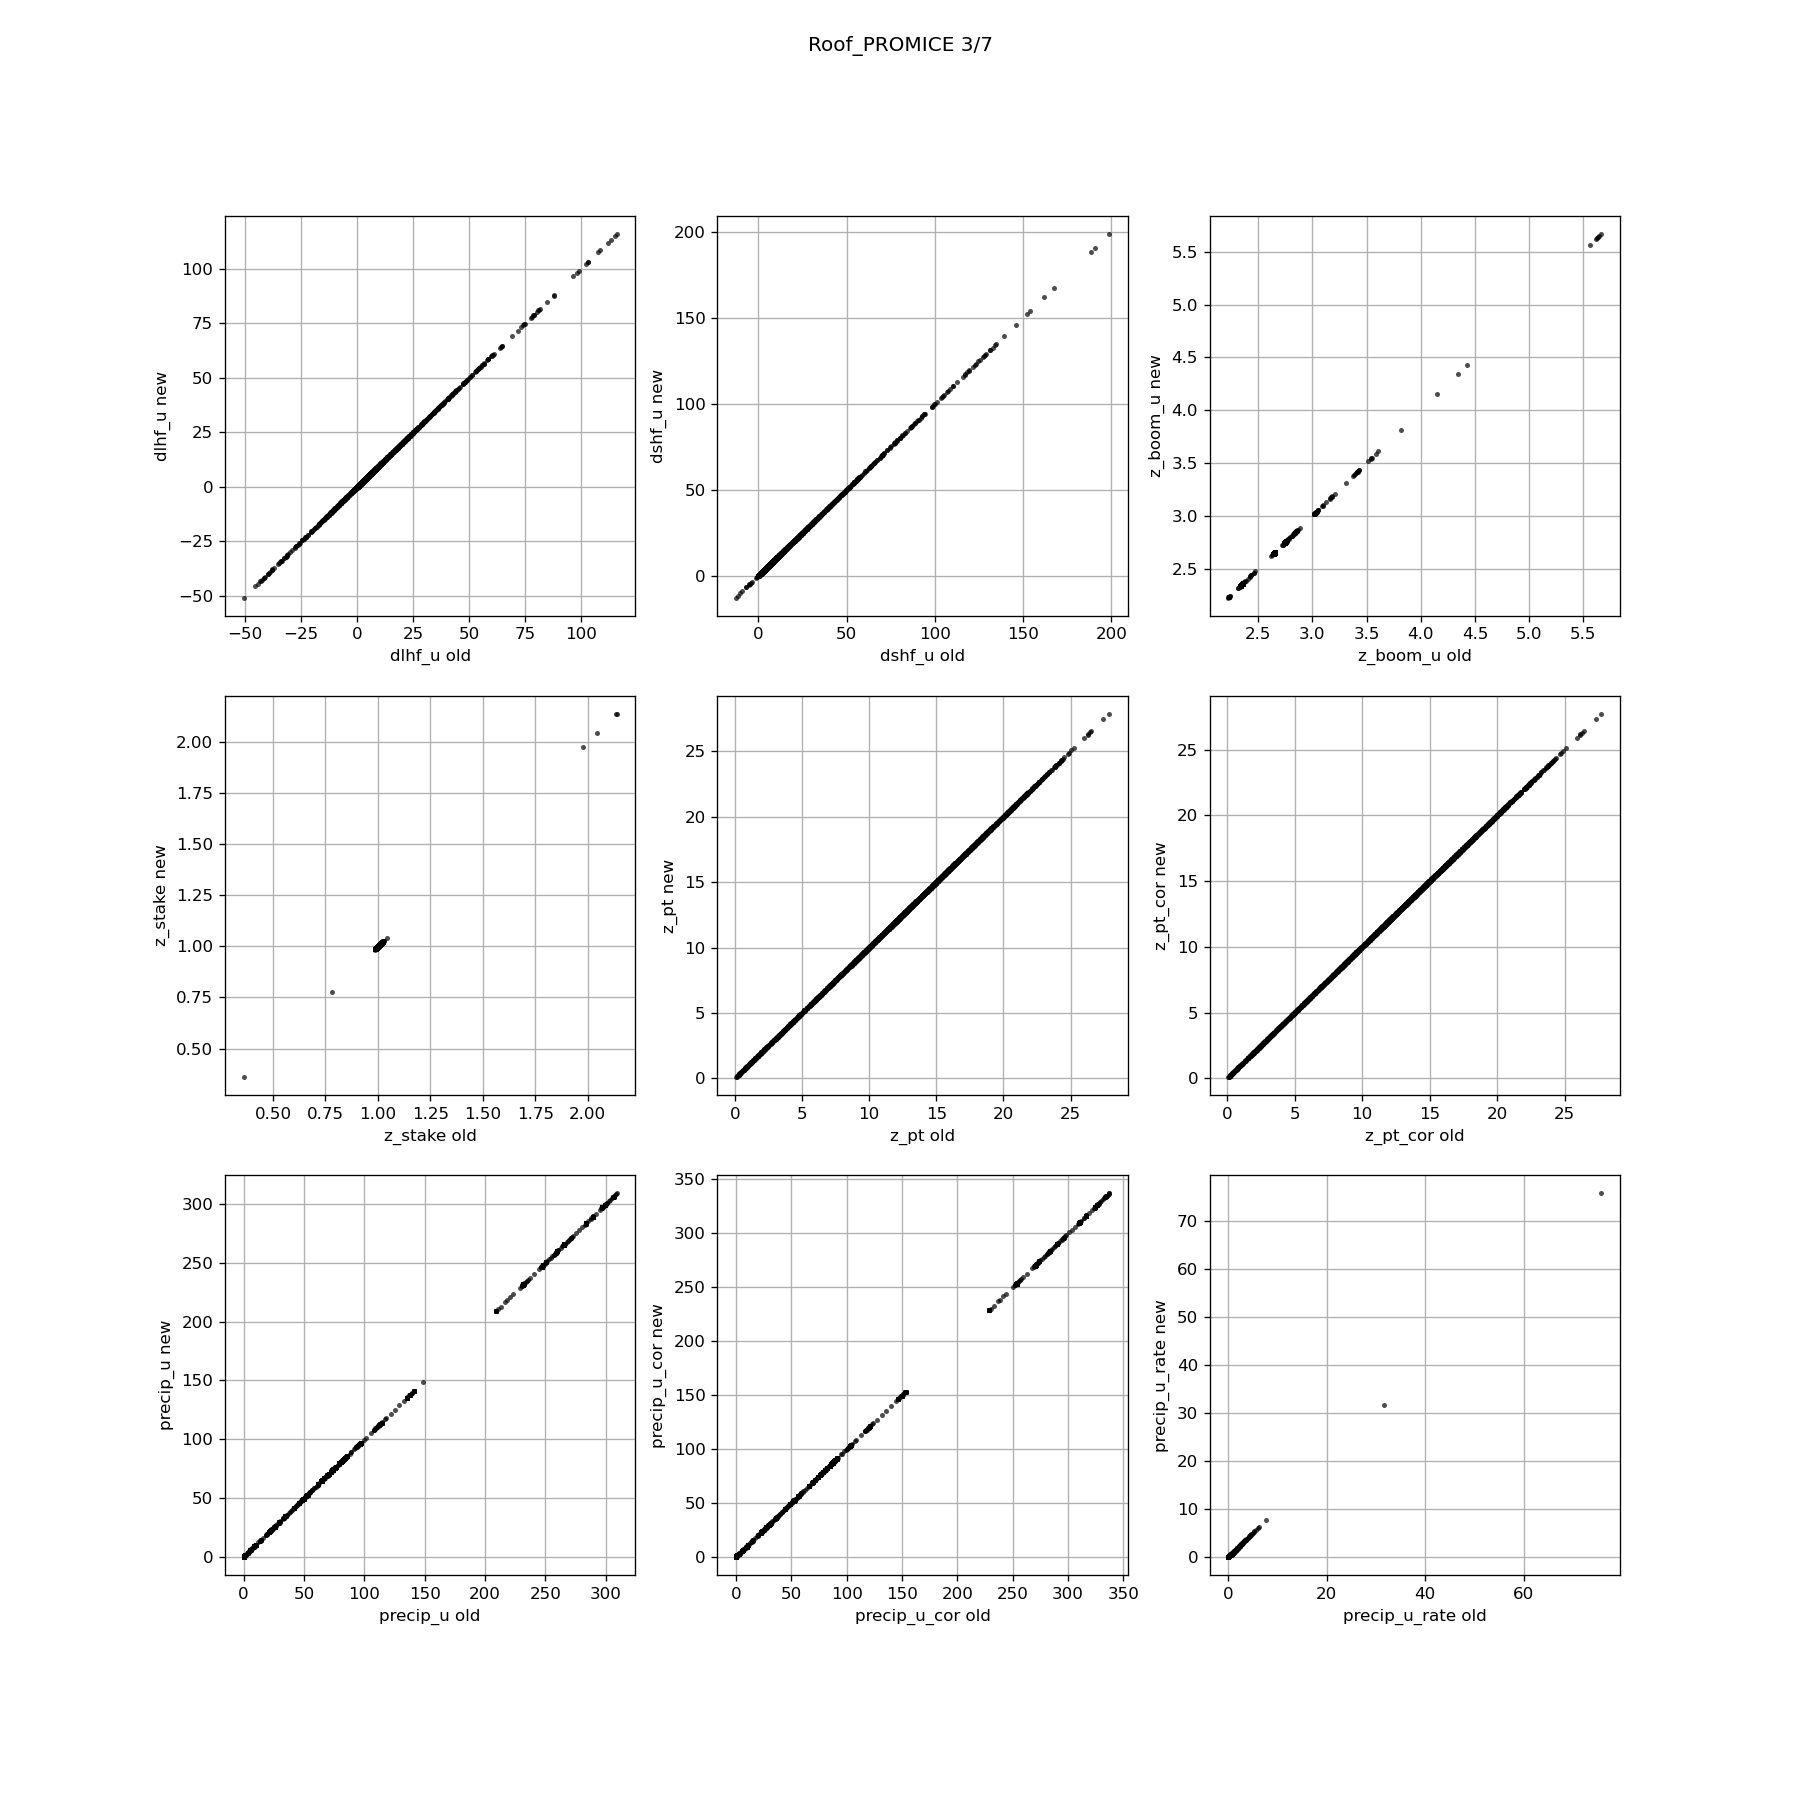 Roof_PROMICE 3/7
dlhf_u new
100
75
50
25
0
−25
−50
−50 −25 0 25 50 75 100
dlhf_u old
dshf_u new
200
150
100
50
0
0 50 100 150 200
dshf_u old
z_boom_u new
5.5
5.0
4.5
4.0
3.5
3.0
2.5
2.5 3.0 3.5 4.0 4.5 5.0 5.5
z_boom_u old
z_stake new
2.00
1.75
1.50
1.25
1.00
0.75
0.50
0.50 0.75 1.00 1.25 1.50 1.75 2.00
z_stake old
z_pt new
25
20
15
10
5
0
0 5 10 15 20 25
z_pt old
z_pt_cor new
25
20
15
10
5
0
0 5 10 15 20 25
z_pt_cor old
precip_u new
300
250
200
150
100
50
0
0 50 100 150 200 250 300
precip_u old
precip_u_cor new
350
300
250
200
150
100
50
0
0 50 100 150 200 250 300 350
precip_u_cor old
precip_u_rate new
70
60
50
40
30
20
10
0
0 20 40 60
precip_u_rate old